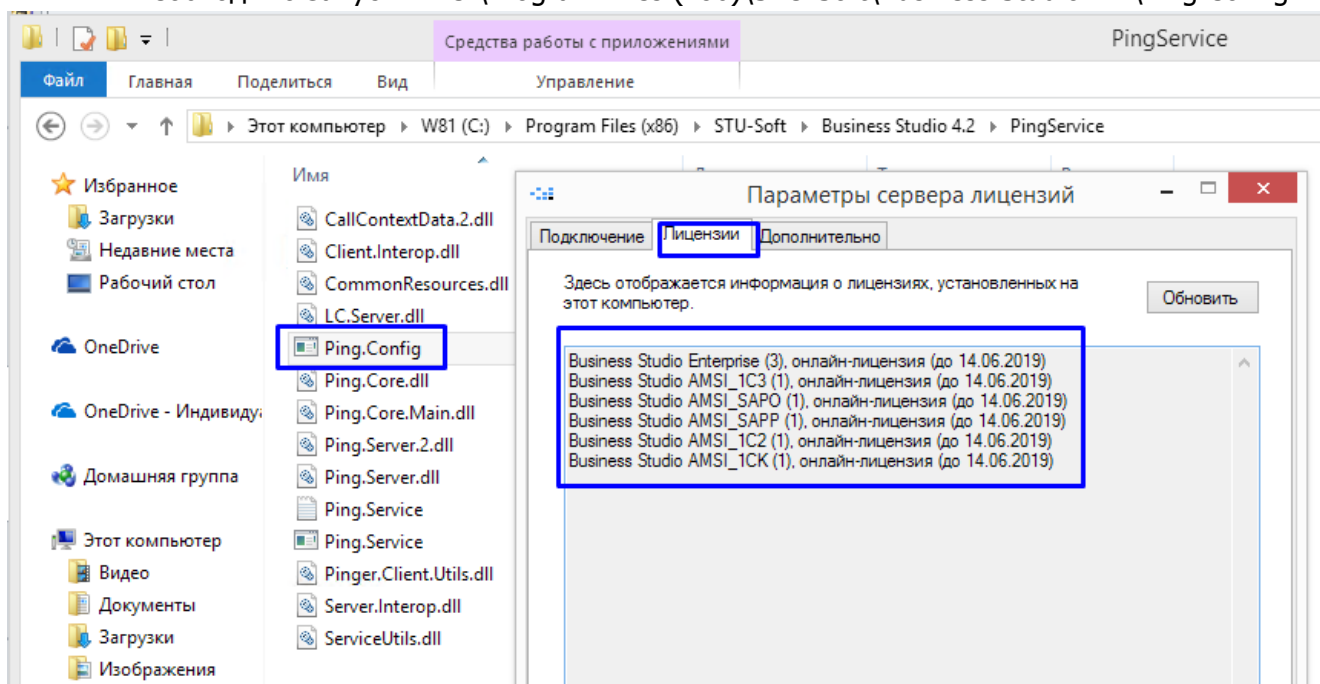 PingService
Средства работы с приложениями
Файл
Главная
Поделиться
Вид
Управление
Этот компьютер
W81 (C:)
Program Files (x86)
STU-Soft
Business Studio 4.2
PingService
Избранное
Загрузки
Недавние места
Рабочий стол
OneDrive
OneDrive - Индивиду
Домашняя группа
Этот компьютер
Видео
Документы
Загрузки
Изображения
Имя
CallContextData.2.dll
Client.Interop.dll
CommonResources.dll
LC.Server.dll
Ping.Config
Ping.Core.dll
Ping.Core.Main.dll
Ping.Server.2.dll
Ping.Server.dll
Ping.Service
Ping.Service
Pinger.Client.Utils.dll
Server.Interop.dll
ServiceUtils.dll
Параметры сервера лицензий
Подключение
Лицензии
Дополнительно
Здесь отображается информация о лицензиях, установленных на
этот компьютер.
Обновить
Business Studio Enterprise (3), онлайн-лицензия (до 14.06.2019)
Business Studio AMSI_1C3 (1), онлайн-лицензия (до 14.06.2019)
Business Studio AMSI_SAPO (1), онлайн-лицензия (до 14.06.2019)
Business Studio AMSI_SAPP (1), онлайн-лицензия (до 14.06.2019)
Business Studio AMSI_1C2 (1), онлайн-лицензия (до 14.06.2019)
Business Studio AMSI_1CK (1), онлайн-лицензия (до 14.06.2019)